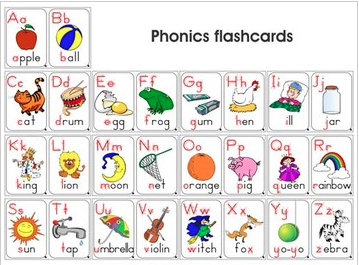 Aa Bb
Phonics flashcards
apple ball
Cc Dd Ee Ff Gg Hh Ii Jj
cat drum egg frog gum hen ill jar
Kk Ll Mm Nn Oo Pp Qq Rr
king lion moon net orange pig queen rainbow
Ss Tt Uu Vv Ww Xx Yy Zz
sun tap umbrella violin witch fox yo-yo zebra